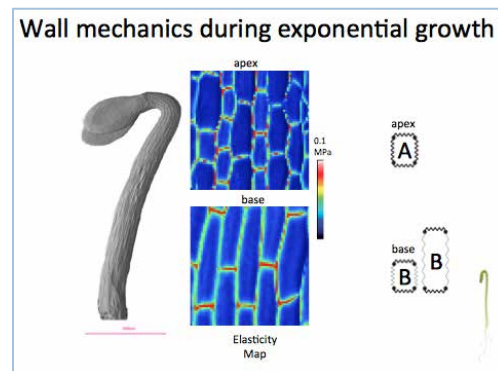 Wall mechanics during exponential growth
apex
0.1
MPa
base
Elasticity
Map
apex
A
base
B
B